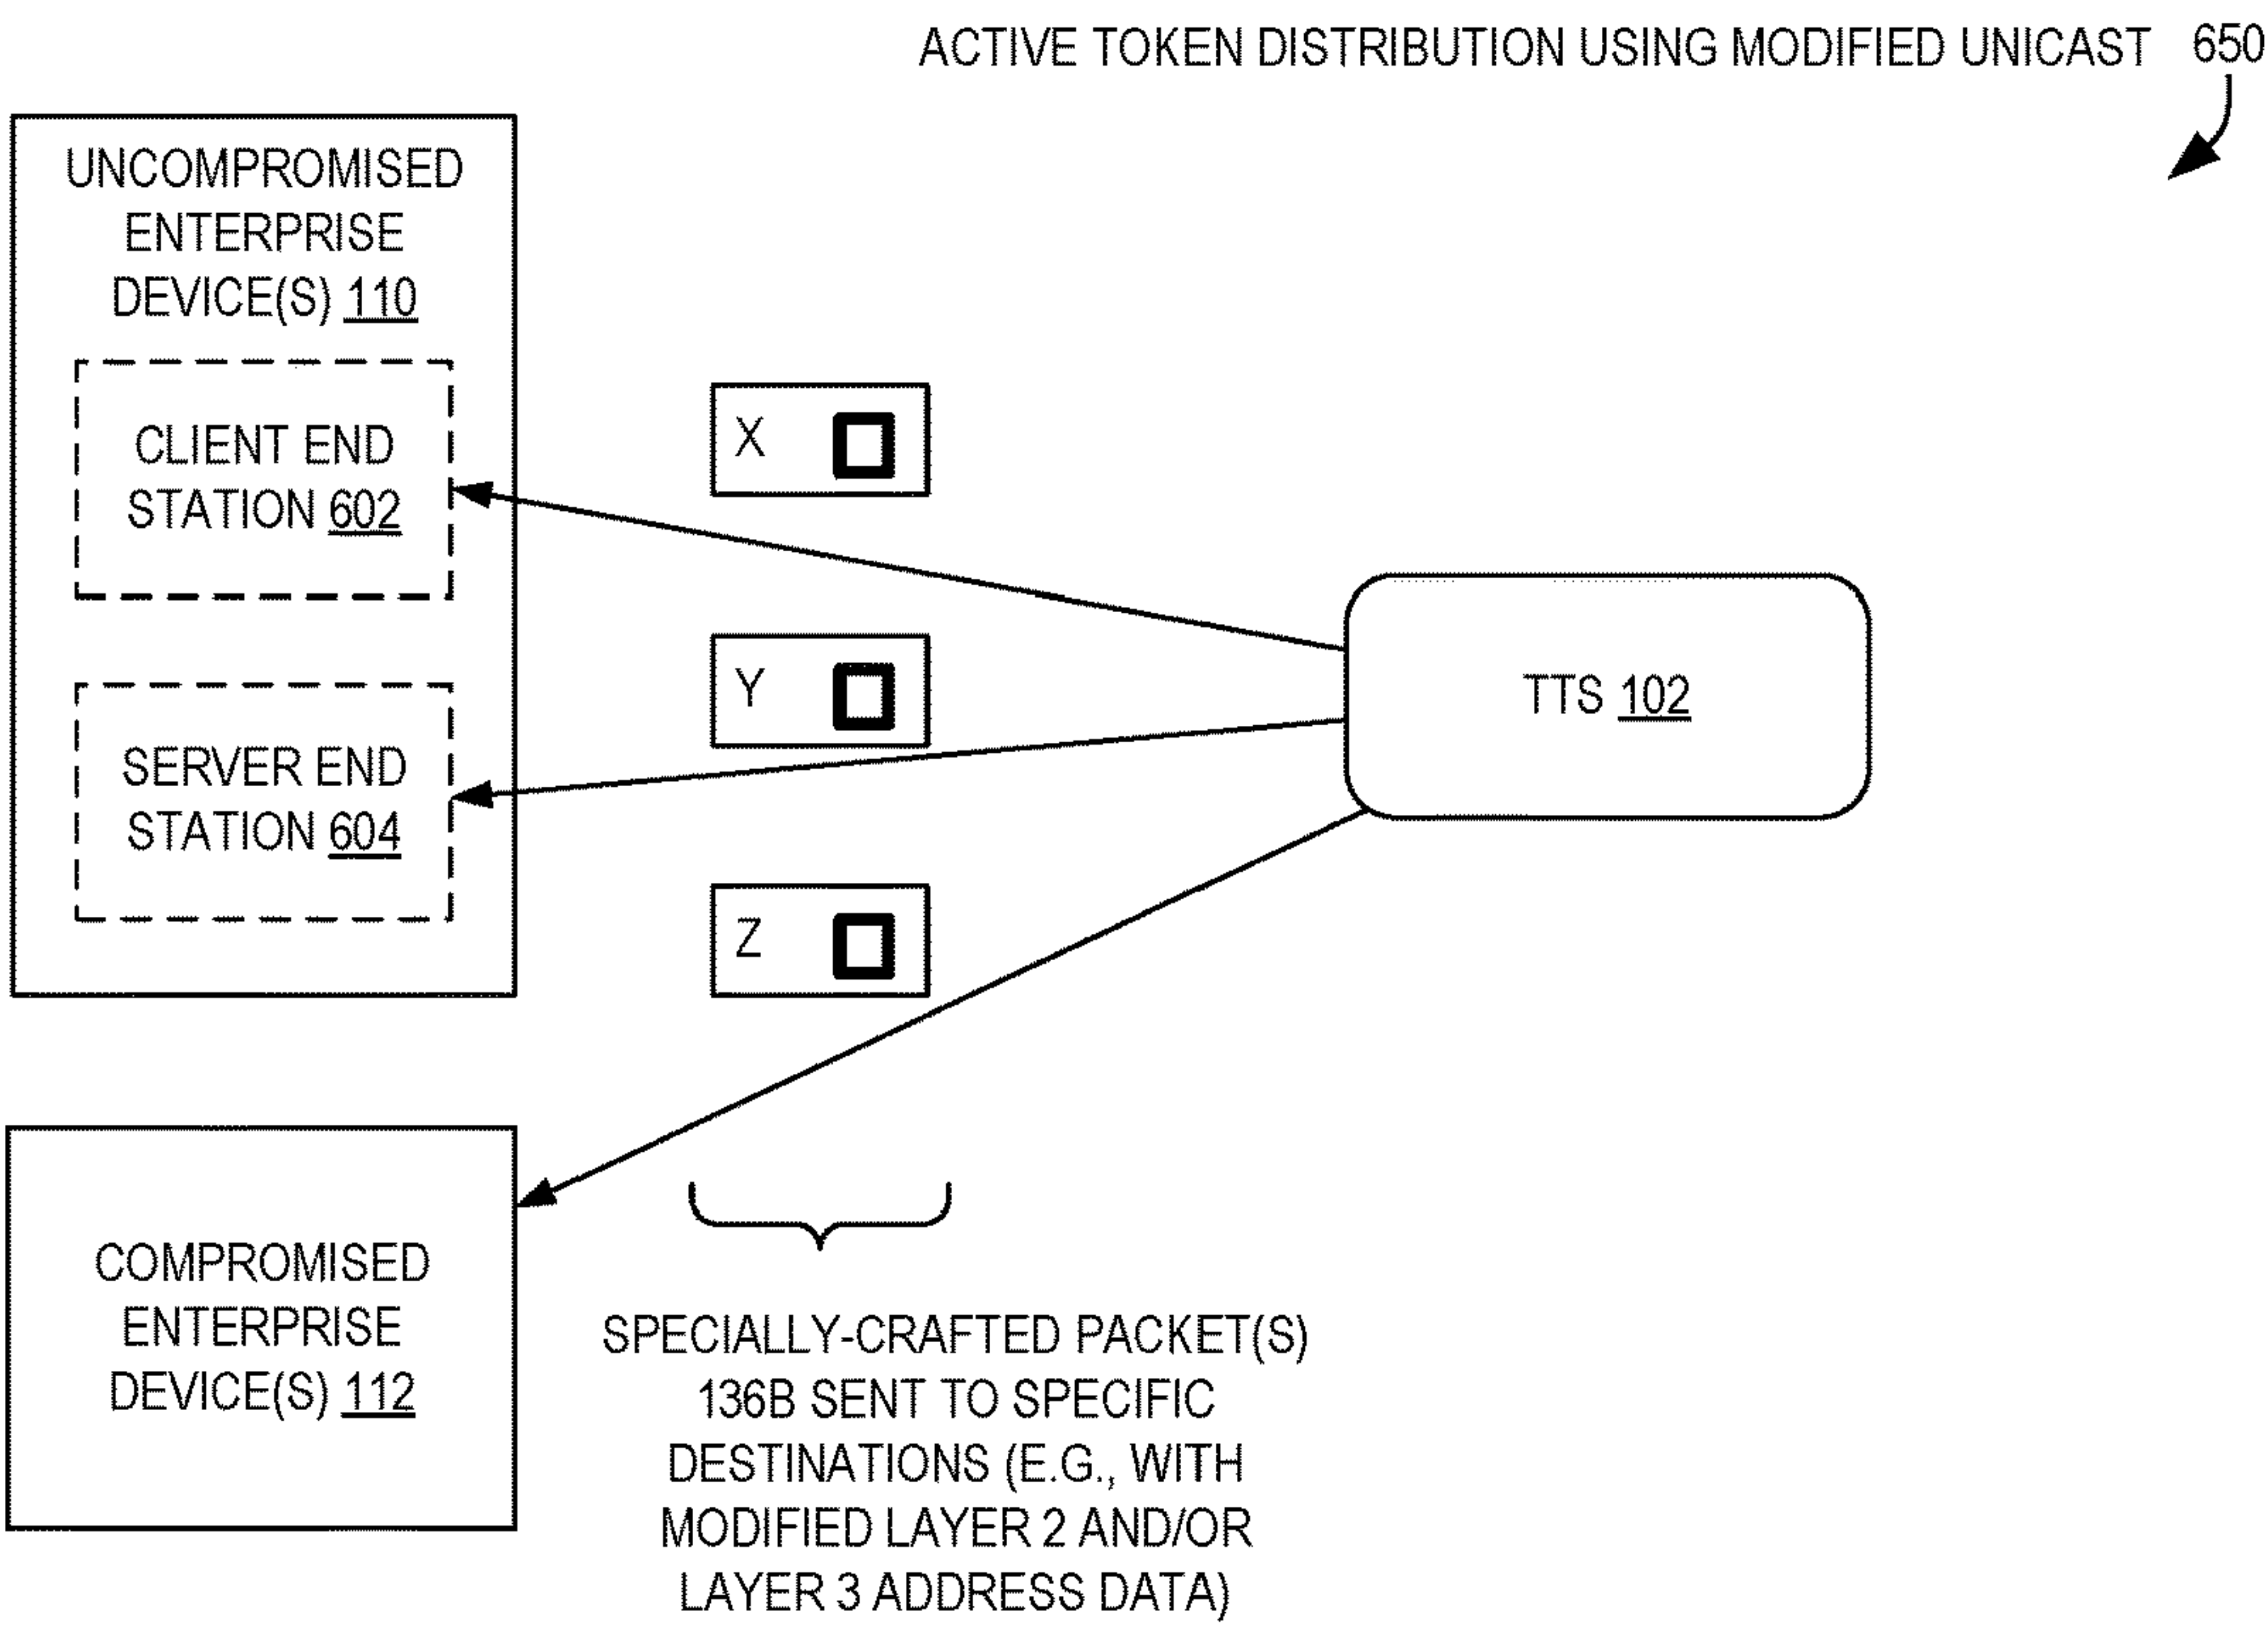 ACTIVE TOKEN DISTRIBUTION USING MODIFIED UNICAST 650
UNCOMPROMISED
ENTERPRISE
DEVICE(S) 110
CLIENT END
STATION 602
SERVER END
STATION 604
X
Y
Z
TTS 102
COMPROMISED
ENTERPRISE
DEVICE(S) 112
SPECIALLY-CRAFTED PACKET(S)
136B SENT TO SPECIFIC
DESTINATIONS (E.G., WITH
MODIFIED LAYER 2 AND/OR
LAYER 3 ADDRESS DATA)